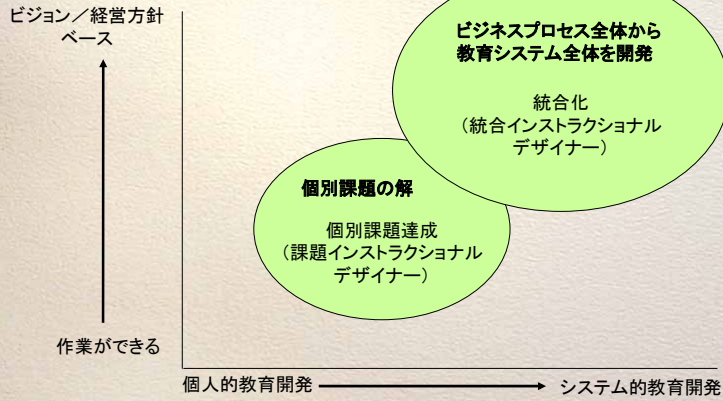 ビジョン／経営方針
ベース
ビジネスプロセス全体から
教育システム全体を開発
統合化
（統合インストラクショナル
デザイナー）
個別課題の解
個別課題達成
（課題インストラクショナル
デザイナー）
作業ができる
個人的教育開発
システム的教育開発